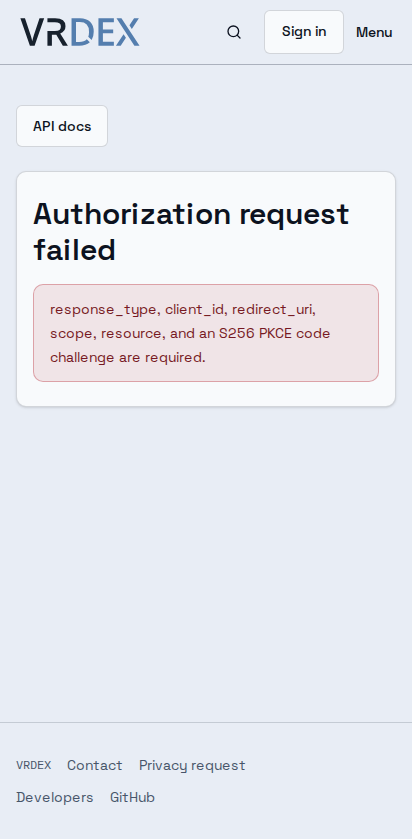 VRDEX
Sign in
Menu
API docs
Authorization request
failed
response_type, client_id, redirect_uri,
scope, resource, and an S256 PKCE code
challenge are required.
VRDEX Contact Privacy request
Developers GitHub